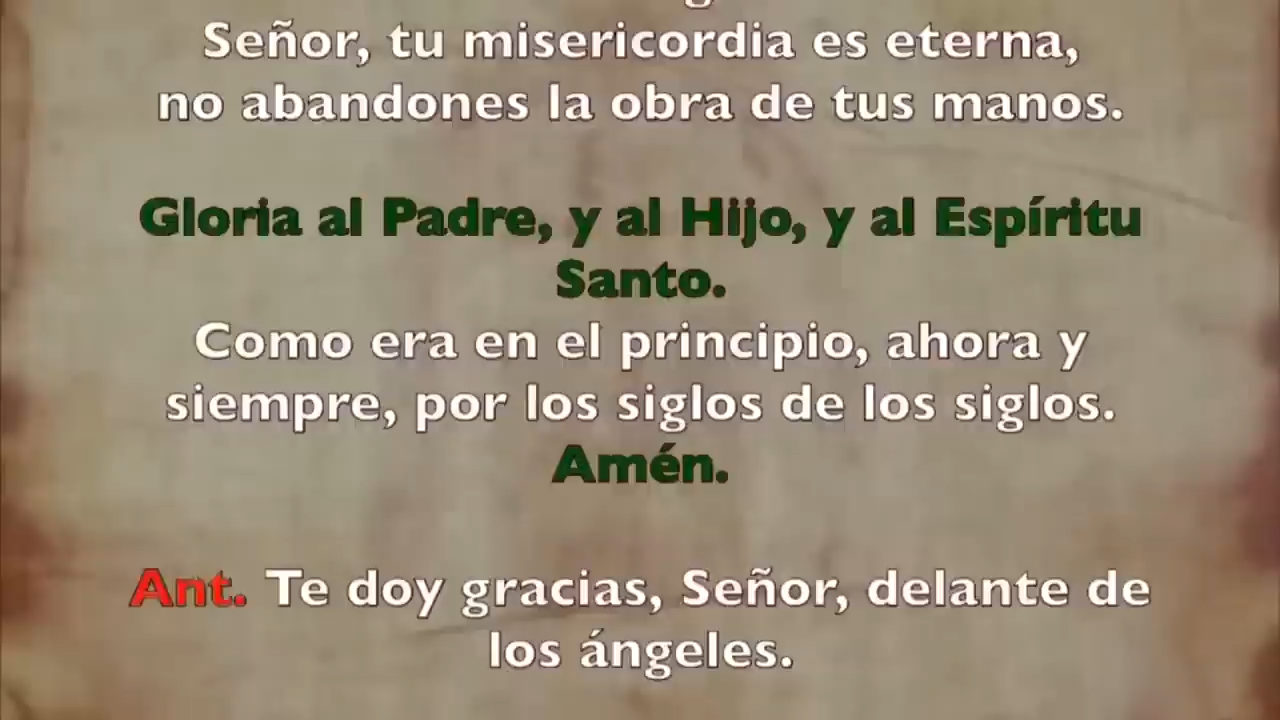 Señor, tu misericordia es eterna,
no abandones la obra de tus manos.
Gloria al Padre, y al Hijo, y al Espíritu
Santo.
Como era en el principio, ahora y
siempre, por los siglos de los siglos.
Amén.
Ant. Te doy gracias, Señor, delante de
los ángeles.